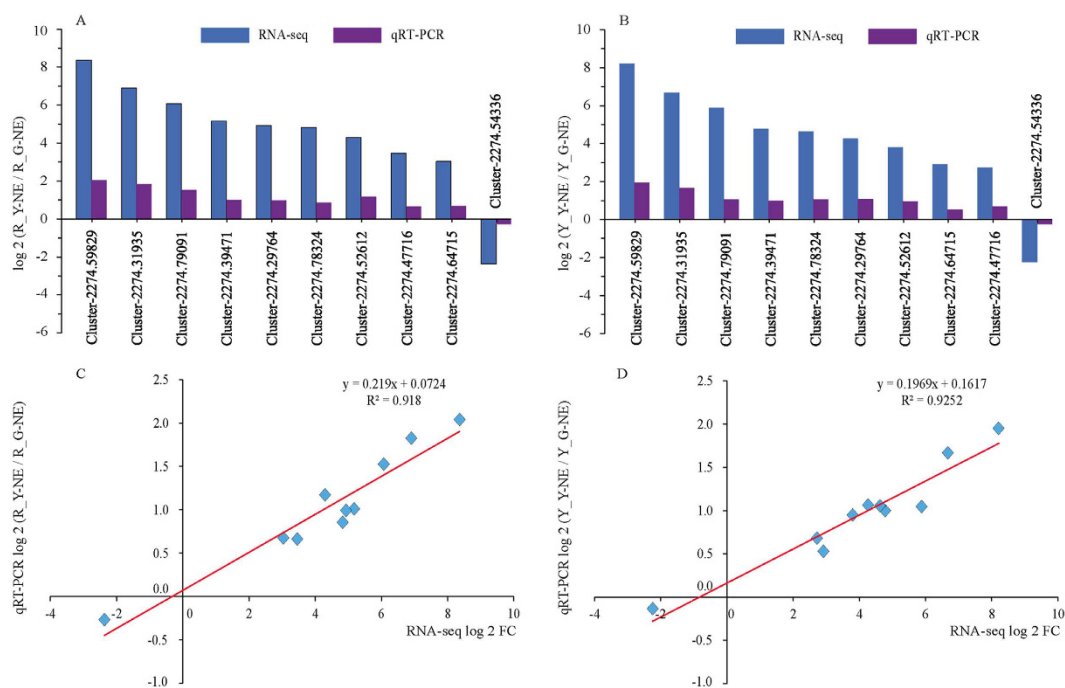 A
RNA-seq
qRT-PCR
log 2 (R_Y-NE / R_G-NE)
10
8
6
4
2
0
-2
-4
-6
Cluster-2274.59829
Cluster-2274.31935
Cluster-2274.79091
Cluster-2274.39471
Cluster-2274.29764
Cluster-2274.78324
Cluster-2274.52612
Cluster-2274.47716
Cluster-2274.64715
Cluster-2274.54336
B
RNA-seq
qRT-PCR
log 2 (Y_Y-NE / Y_G-NE)
10
8
6
4
2
0
-2
-4
-6
Cluster-2274.59829
Cluster-2274.31935
Cluster-2274.79091
Cluster-2274.39471
Cluster-2274.78324
Cluster-2274.29764
Cluster-2274.52612
Cluster-2274.64715
Cluster-2274.47716
Cluster-2274.54336
C
y = 0.219x + 0.0724
R² = 0.918
qRT-PCR log 2 (R_Y-NE / R_G-NE)
2.5
2.0
1.5
1.0
0.5
0.0
-0.5
-1.0
-4
-2
0
2
4
6
8
10
RNA-seq log 2 FC
D
y = 0.1969x + 0.1617
R² = 0.9252
qRT-PCR log 2 (Y_Y-NE / Y_G-NE)
2.5
2.0
1.5
1.0
0.5
0.0
-0.5
-1.0
-4
-2
0
2
4
6
8
10
RNA-seq log 2 FC